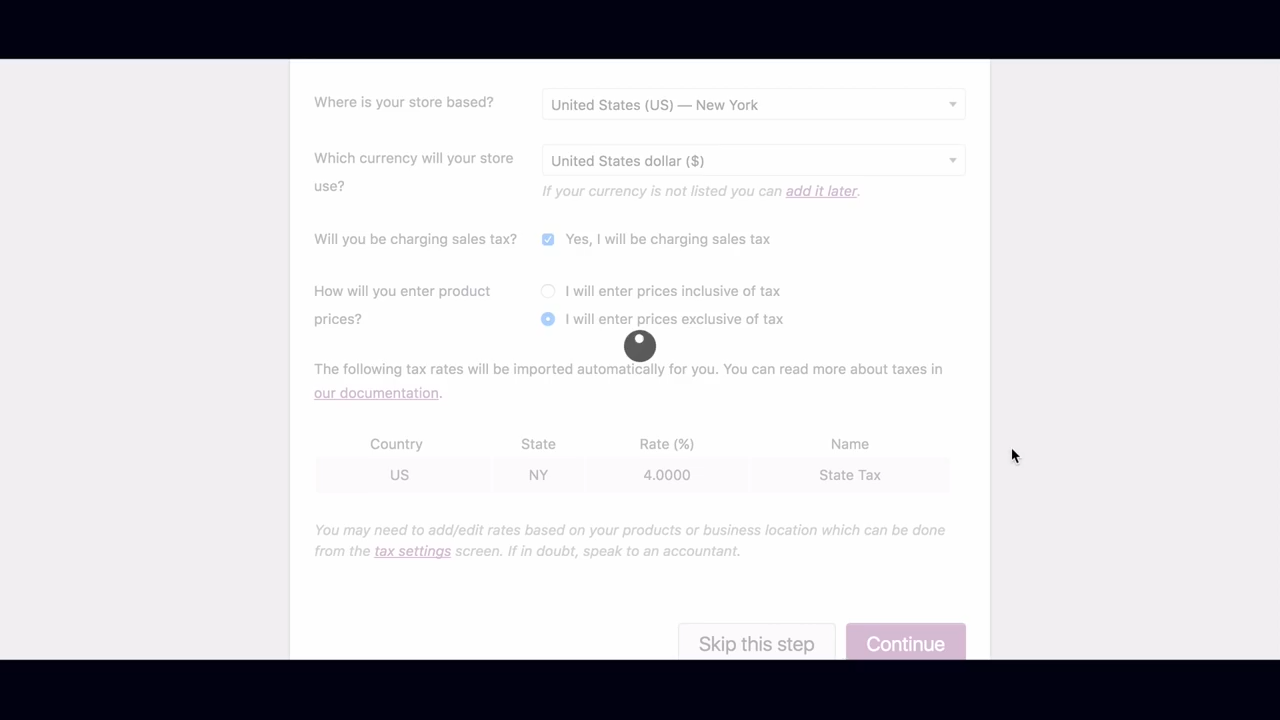 Where is your store based?
United States (US) — New York
Which currency will your store use?
United States dollar ($)
If your currency is not listed you can add it later.
Will you be charging sales tax?
Yes, I will be charging sales tax
How will you enter product prices?
I will enter prices inclusive of tax
I will enter prices exclusive of tax
The following tax rates will be imported automatically for you. You can read more about taxes in
our documentation.
Country State Rate (%) Name
US NY 4.0000 State Tax
You may need to add/edit rates based on your products or business location which can be done
from the tax settings screen. If in doubt, speak to an accountant.
Skip this step
Continue